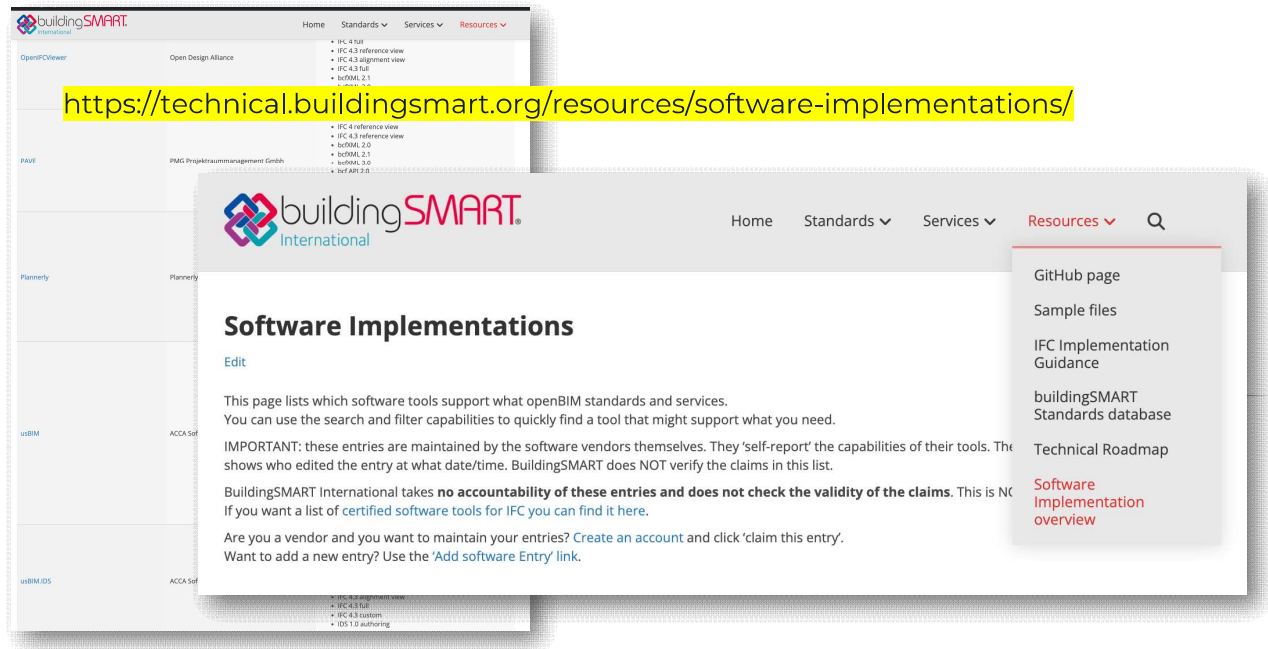 buildingSMART.
International
Home Standards Services Resources
OpenIFCViewer
Open Design Alliance
• IFC 4 full
• IFC 4.3 reference view
• IFC 4.3 alignment view
• IFC 4.3 full
• bcfXML 2.1
https://technical.buildingsmart.org/resources/software-implementations/
• IFC 4 reference view
• IFC 4.3 reference view
• bcfXML 2.0
• bcfXML 2.1
• bcfXML 3.0
• bcf API 2.0
PAVE
PMG Projektraummanagement Gmbh
Plannerly
Plannerly
usBIM
ACCA Sof
usBIM.IDS
ACCA Sof
• IFC 4.3 alignment view
• IFC 4.3 full
• IFC 4.3 custom
• IDS 1.0 authoring
buildingSMART.
International
Home Standards Services Resources
GitHub page
Sample files
IFC Implementation
Guidance
buildingSMART
Standards database
Technical Roadmap
Software
Implementation
overview
Software Implementations
Edit
This page lists which software tools support what openBIM standards and services.
You can use the search and filter capabilities to quickly find a tool that might support what you need.
IMPORTANT: these entries are maintained by the software vendors themselves. They ‘self-report’ the capabilities of their tools. The
shows who edited the entry at what date/time. BuildingSMART does NOT verify the claims in this list.
BuildingSMART International takes no accountability of these entries and does not check the validity of the claims. This is NO
If you want a list of certified software tools for IFC you can find it here.
Are you a vendor and you want to maintain your entries? Create an account and click ‘claim this entry’.
Want to add a new entry? Use the ‘Add software Entry’ link.